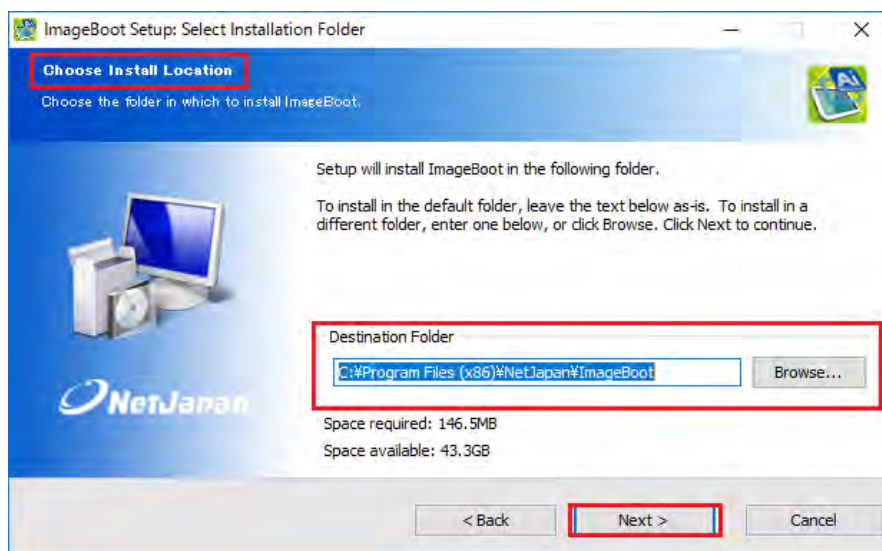 ImageBoot Setup: Select Installation Folder
Choose Install Location
Choose the folder in which to install ImageBoot.
Ai
Setup will install ImageBoot in the following folder.
To install in the default folder, leave the text below as-is. To install in a
different folder, enter one below, or click Browse. Click Next to continue.
Destination Folder
C:¥Program Files (x86)¥NetJapan¥ImageBoot
Browse...
NetJapan
Space required: 146.5MB
Space available: 43.3GB
< Back
Next >
Cancel